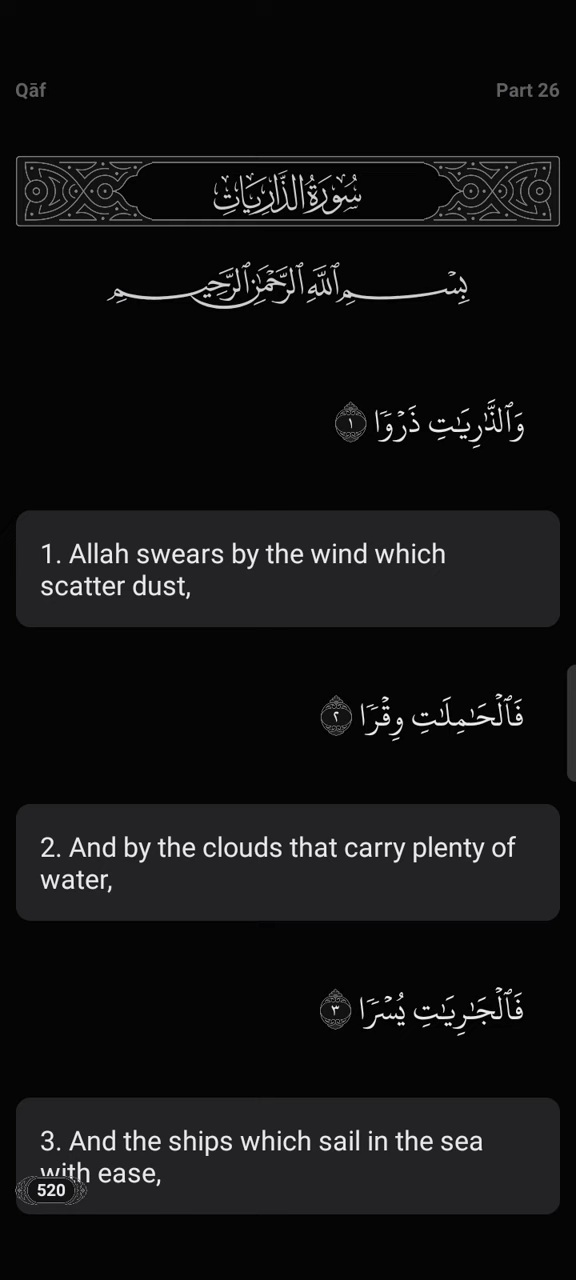 Qāf
Part 26
سُورَةُ الذَّارِيَاتِ
بِسْمِ ٱللَّهِ ٱلرَّحْمَٰنِ ٱلرَّحِيمِ
وَٱلذَّٰرِيَٰتِ ذَرْوًا ١
1. Allah swears by the wind which
scatter dust,
فَٱلْحَٰمِلَٰتِ وِقْرًا ٢
2. And by the clouds that carry plenty of
water,
فَٱلْجَٰرِيَٰتِ يُسْرًا ٣
3. And the ships which sail in the sea
with ease,
520